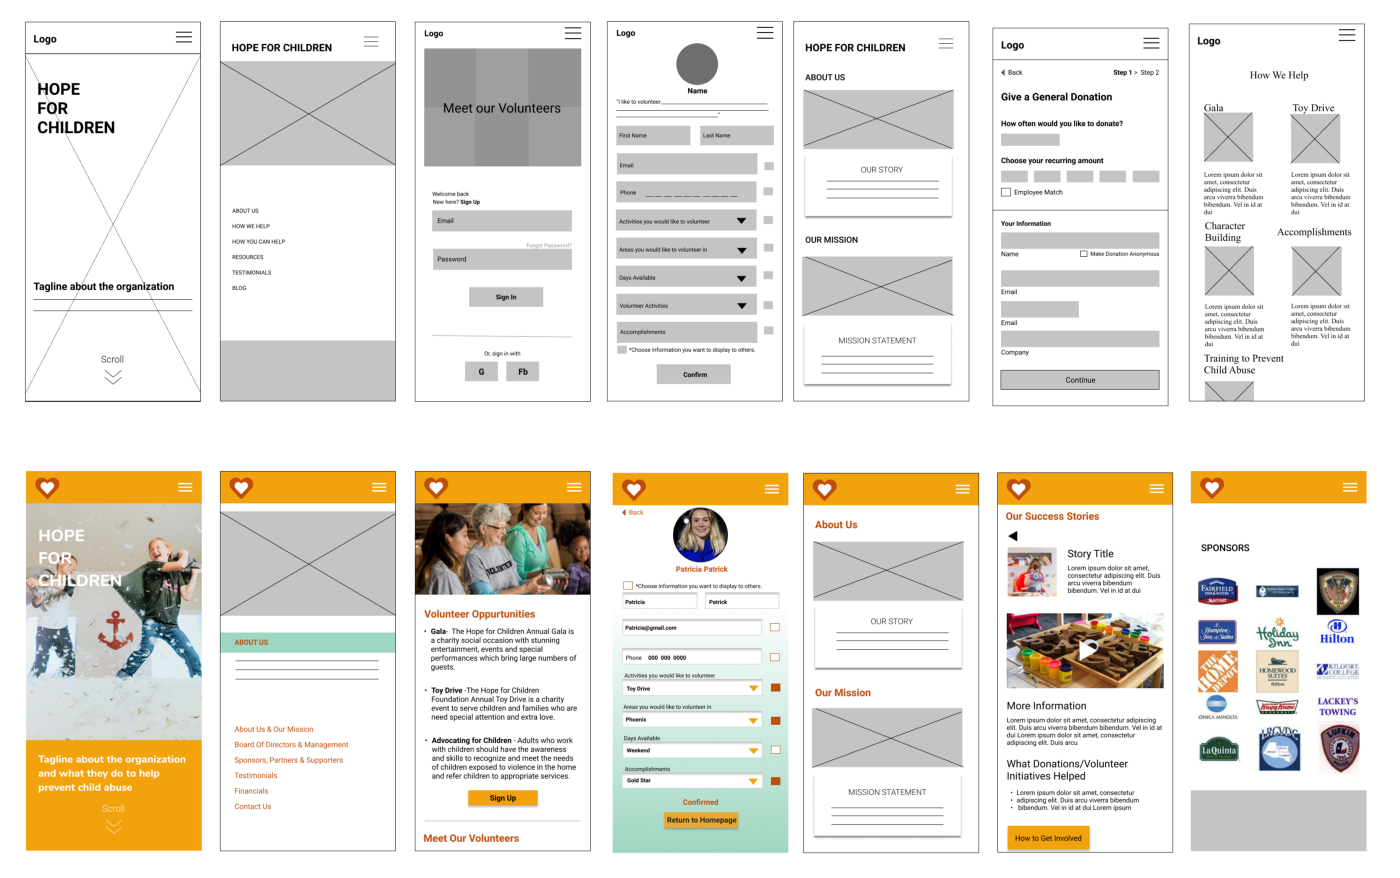 Logo
HOPE
FOR
CHILDREN
Tagline about the organization
Scroll
HOPE FOR CHILDREN
ABOUT US
HOW WE HELP
HOW YOU CAN HELP
RESOURCES
TESTIMONIALS
BLOG
Logo
Meet our Volunteers
Welcome back
New here? Sign Up
Email
Forgot Password?
Password
Sign In
Or, sign in with
G
Fb
Logo
Name
"I like to volunteer
"
First Name
Last Name
Email
Phone
Activities you would like to volunteer
Areas you would like to volunteer in
Days Available
Volunteer Activities
Accomplishments
*Choose information you want to display to others.
Confirm
HOPE FOR CHILDREN
ABOUT US
OUR STORY
OUR MISSION
MISSION STATEMENT
Logo
Back
Step 1 > Step 2
Give a General Donation
How often would you like to donate?
Choose your recurring amount
Employee Match
Your Information
Name
Make Donation Anonymous
Email
Email
Company
Continue
Logo
How We Help
Gala
Lorem ipsum dolor sit
amet, consectetur
adipiscing elit. Duis
arcu viverra bibendum
bibendum. Vel in id at
dui
Toy Drive
Lorem ipsum dolor sit
amet, consectetur
adipiscing elit. Duis
arcu viverra bibendum
bibendum. Vel in id at
dui
Character
Building
Lorem ipsum dolor sit
amet, consectetur
adipiscing elit. Duis
arcu viverra bibendum
bibendum. Vel in id at
dui
Accomplishments
Lorem ipsum dolor sit
amet, consectetur
adipiscing elit. Duis
arcu viverra bibendum
bibendum. Vel in id at
dui
Training to Prevent
Child Abuse
HOPE
FOR
CHILDREN
Tagline about the organization
and what they do to help
prevent child abuse
Scroll
ABOUT US
About Us & Our Mission
Board Of Directors & Management
Sponsors, Partners & Supporters
Testimonials
Financials
Contact Us
VOLUNTEER
Volunteer Oppurtunities
• Gala- The Hope for Children Annual Gala is
a charity social occasion with stunning
entertainment, events and special
performances which bring large numbers of
guests.
• Toy Drive -The Hope for Children
Foundation Annual Toy Drive is a charity
event to serve children and families who are
need special attention and extra love.
• Advocating for Children - Adults who work
with children should have the awareness
and skills to recognize and meet the needs
of children exposed to violence in the home
and refer children to appropriate services.
Sign Up
Meet Our Volunteers
Back
Patricia Patrick
*Choose information you want to display to others.
Patricia
Patrick
Patricia@gmail.com
Phone 000 000 0000
Activities you would like to volunteer
Toy Drive
Areas you would like to volunteer in
Phoenix
Days Available
Weekend
Accomplishments
Gold Star
Confirmed
Return to Homepage
About Us
OUR STORY
Our Mission
MISSION STATEMENT
Our Success Stories
Story Title
Lorem ipsum dolor sit amet,
consectetur adipiscing elit. Duis
arcu viverra bibendum
bibendum. Vel in id at dui
More Information
Lorem ipsum dolor sit amet, consectetur adipiscing
elit. Duis arcu viverra bibendum bibendum. Vel in id at
dui Lorem ipsum dolor sit amet, consectetur
adipiscing elit. Duis arcu
What Donations/Volunteer
Initiatives Helped
• Lorem ipsum dolor sit amet, consectetur
• adipiscing elit. Duis arcu viverra bibendum
• bibendum. Vel in id at dui Lorem ipsum
How to Get Involved
SPONSORS
FAIRFIELD
INN & SUITES
Marriott
Hampton
Inn & Suites
Holiday
Inn
Hilton
THE
HOME
DEPOT
HOMEWOOD
SUITES
Hilton
KILGORE
COLLEGE
ONICA MINOLTA
Krispy Kreme
LACKEY'S
TOWING
LaQuinta
LUFKIN
POLICE